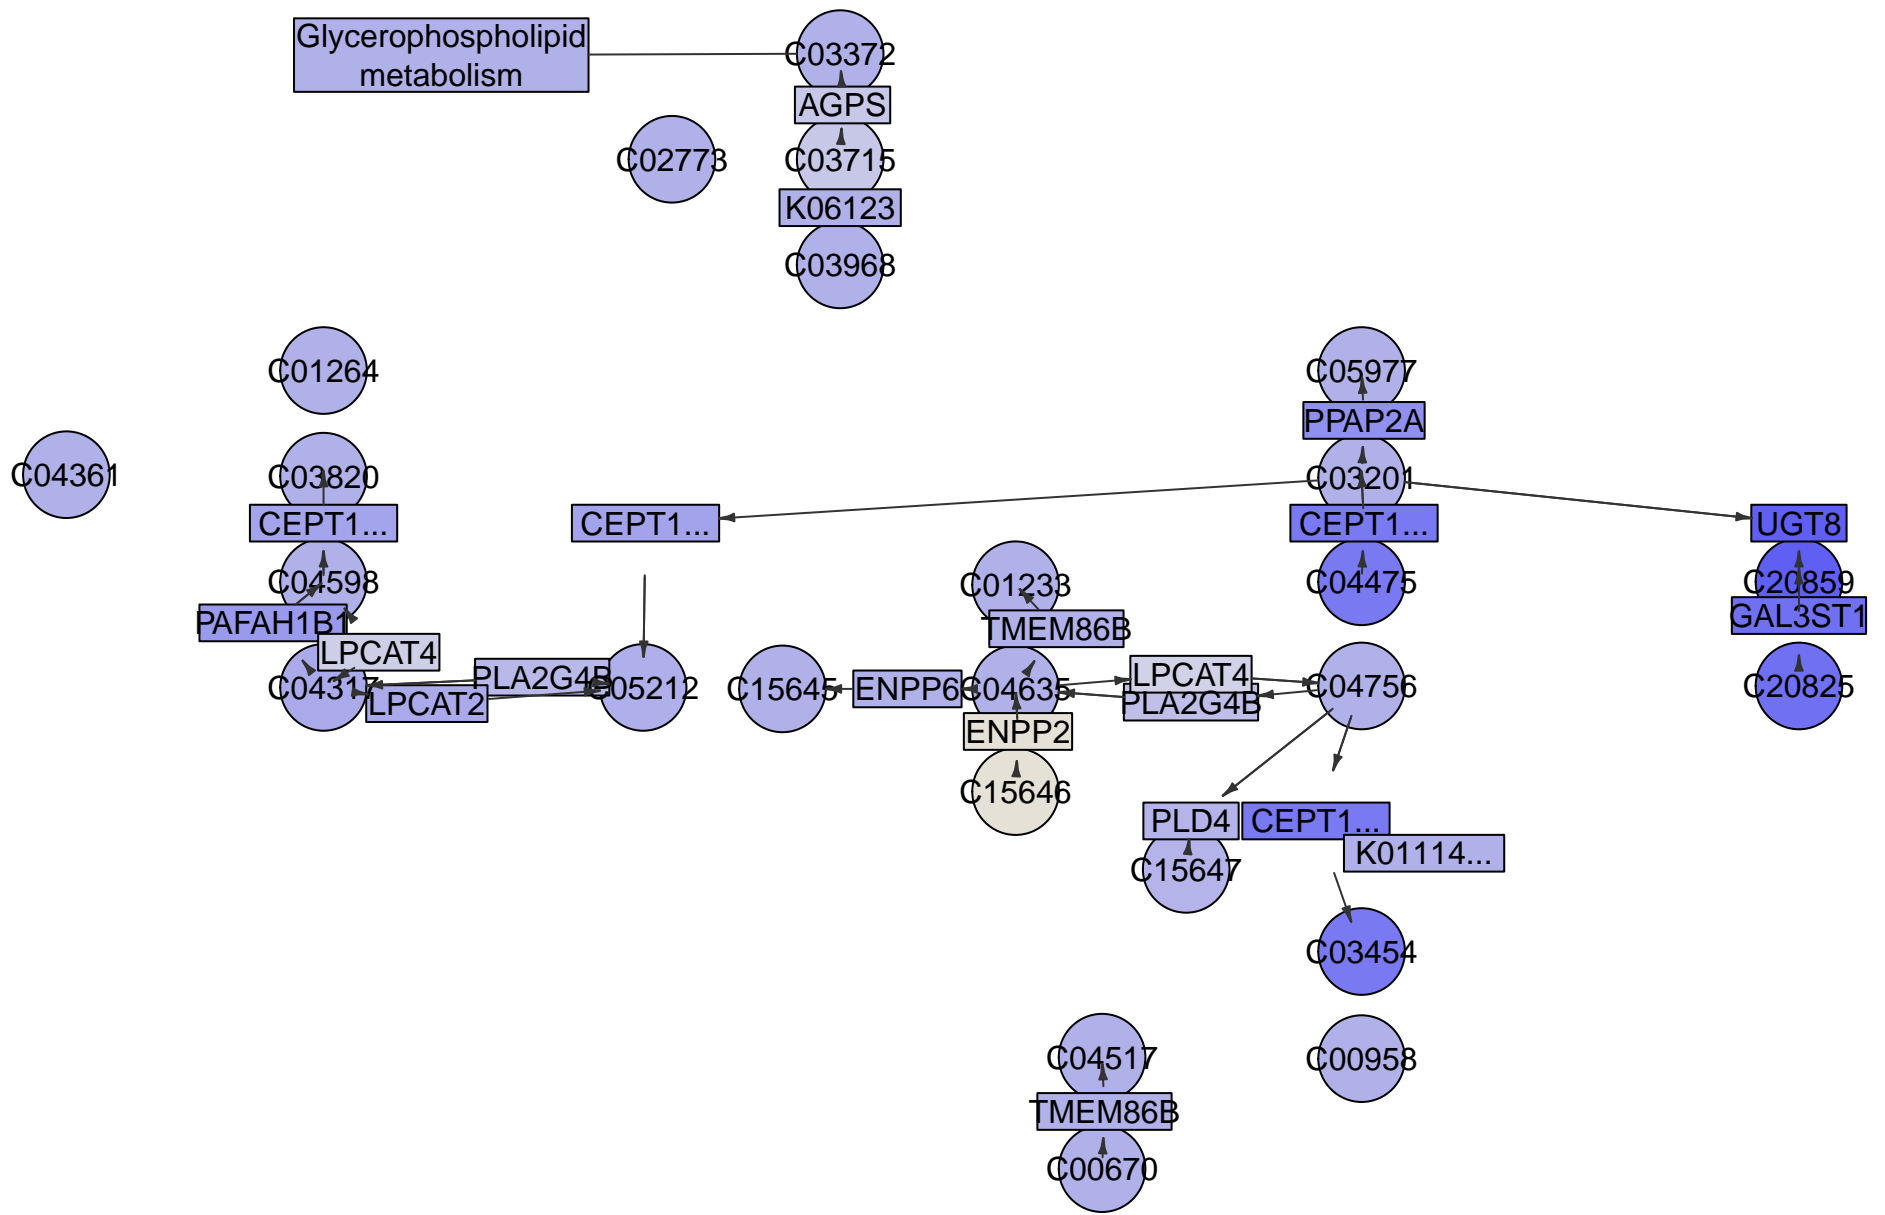 Glycerophospholipid
metabolism
C03372
AGPS
C02773
C03715
K06123
C03968
C01264
C05977
PPAP2A
C04361
C03820
C03201
CEPT1...
CEPT1...
CEPT1...
UGT8
C04598
C01233
C04475
C20859
PAFAH1B1
TMEM86B
GAL3ST1
LPCAT4
PLA2G4B
LPCAT4
C04317
LPCAT2
C05212
C15645
ENPP6
C04635
PLA2G4B
C04756
C20825
ENPP2
C15646
PLD4
CEPT1...
K01114...
C15647
C03454
C04517
C00958
TMEM86B
C00670